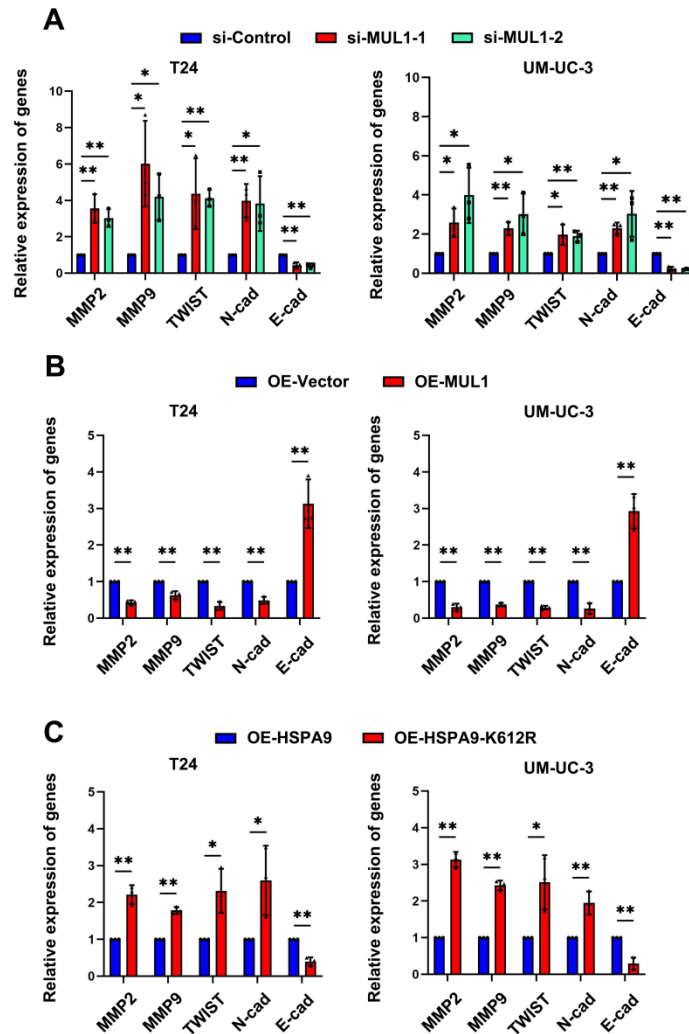 A
si-Control si-MUL1-1 si-MUL1-2
T24
UM-UC-3
Relative expression of genes
10
8
6
4
2
0
** ** * * * ** ** * ** **
MMP2 MMP9 TWIST N-cad E-cad
Relative expression of genes
10
8
6
4
2
0
* * ** * * ** ** * ** **
MMP2 MMP9 TWIST N-cad E-cad
B
OE-Vector OE-MUL1
T24
UM-UC-3
Relative expression of genes
5
4
3
2
1
0
** ** ** ** **
MMP2 MMP9 TWIST N-cad E-cad
Relative expression of genes
5
4
3
2
1
0
** ** ** ** **
MMP2 MMP9 TWIST N-cad E-cad
C
OE-HSPA9 OE-HSPA9-K612R
T24
UM-UC-3
Relative expression of genes
5
4
3
2
1
0
** ** * * **
MMP2 MMP9 TWIST N-cad E-cad
Relative expression of genes
5
4
3
2
1
0
** ** * ** **
MMP2 MMP9 TWIST N-cad E-cad